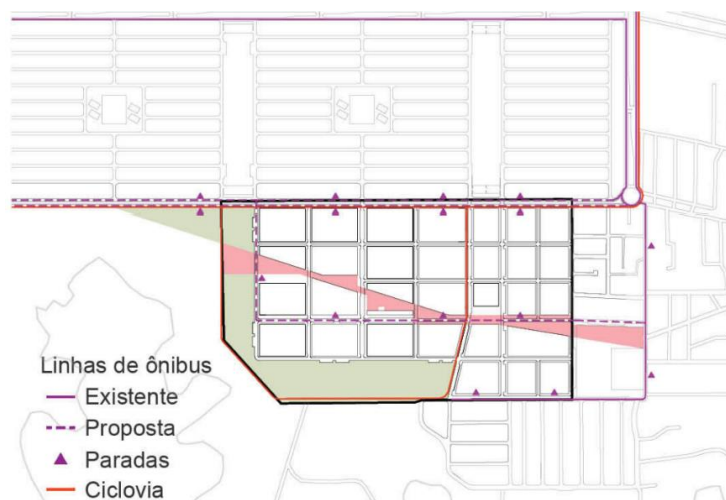 Linhas de ônibus
Existente
Proposta
Paradas
Ciclovia